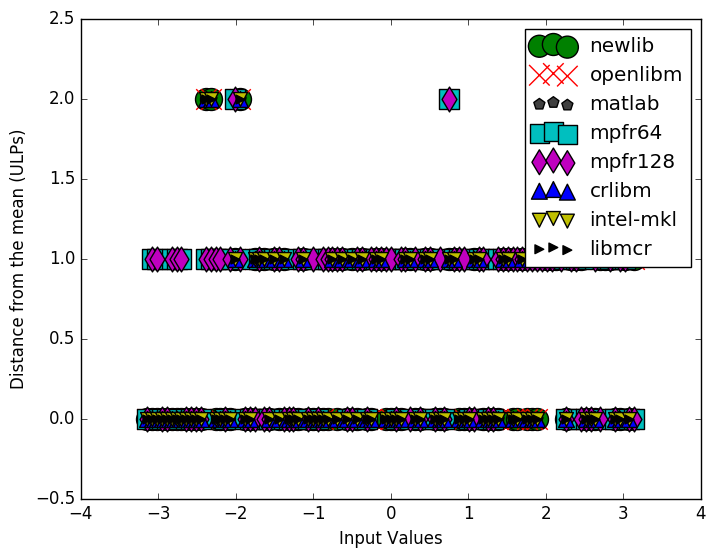 2.5
2.0
1.5
1.0
0.5
0.0
−0.5
Distance from the mean (ULPs)
newlib
openlibm
matlab
mpfr64
mpfr128
crlibm
intel-mkl
libmcr
−4 −3 −2 −1 0 1 2 3 4
Input Values